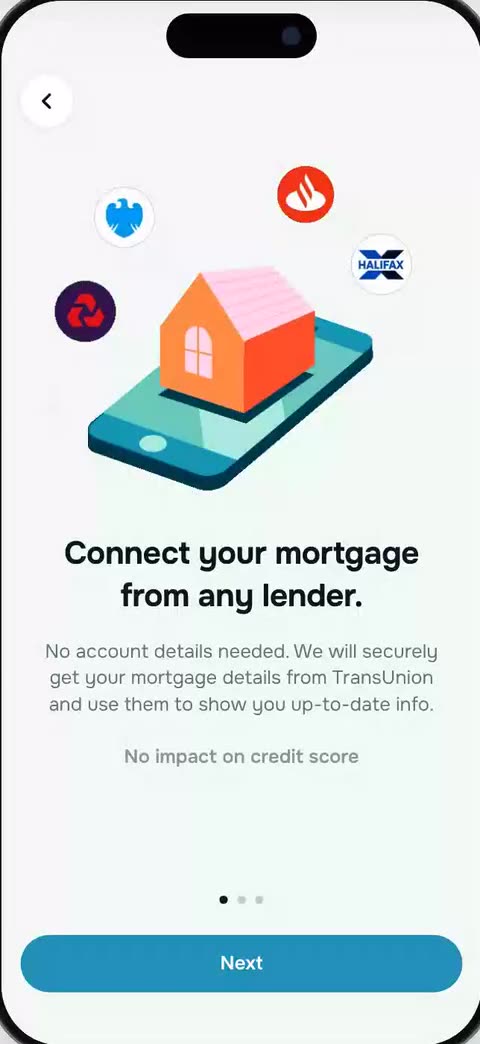 HALIFAX
Connect your mortgage
from any lender.
No account details needed. We will securely
get your mortgage details from TransUnion
and use them to show you up-to-date info.
No impact on credit score
Next